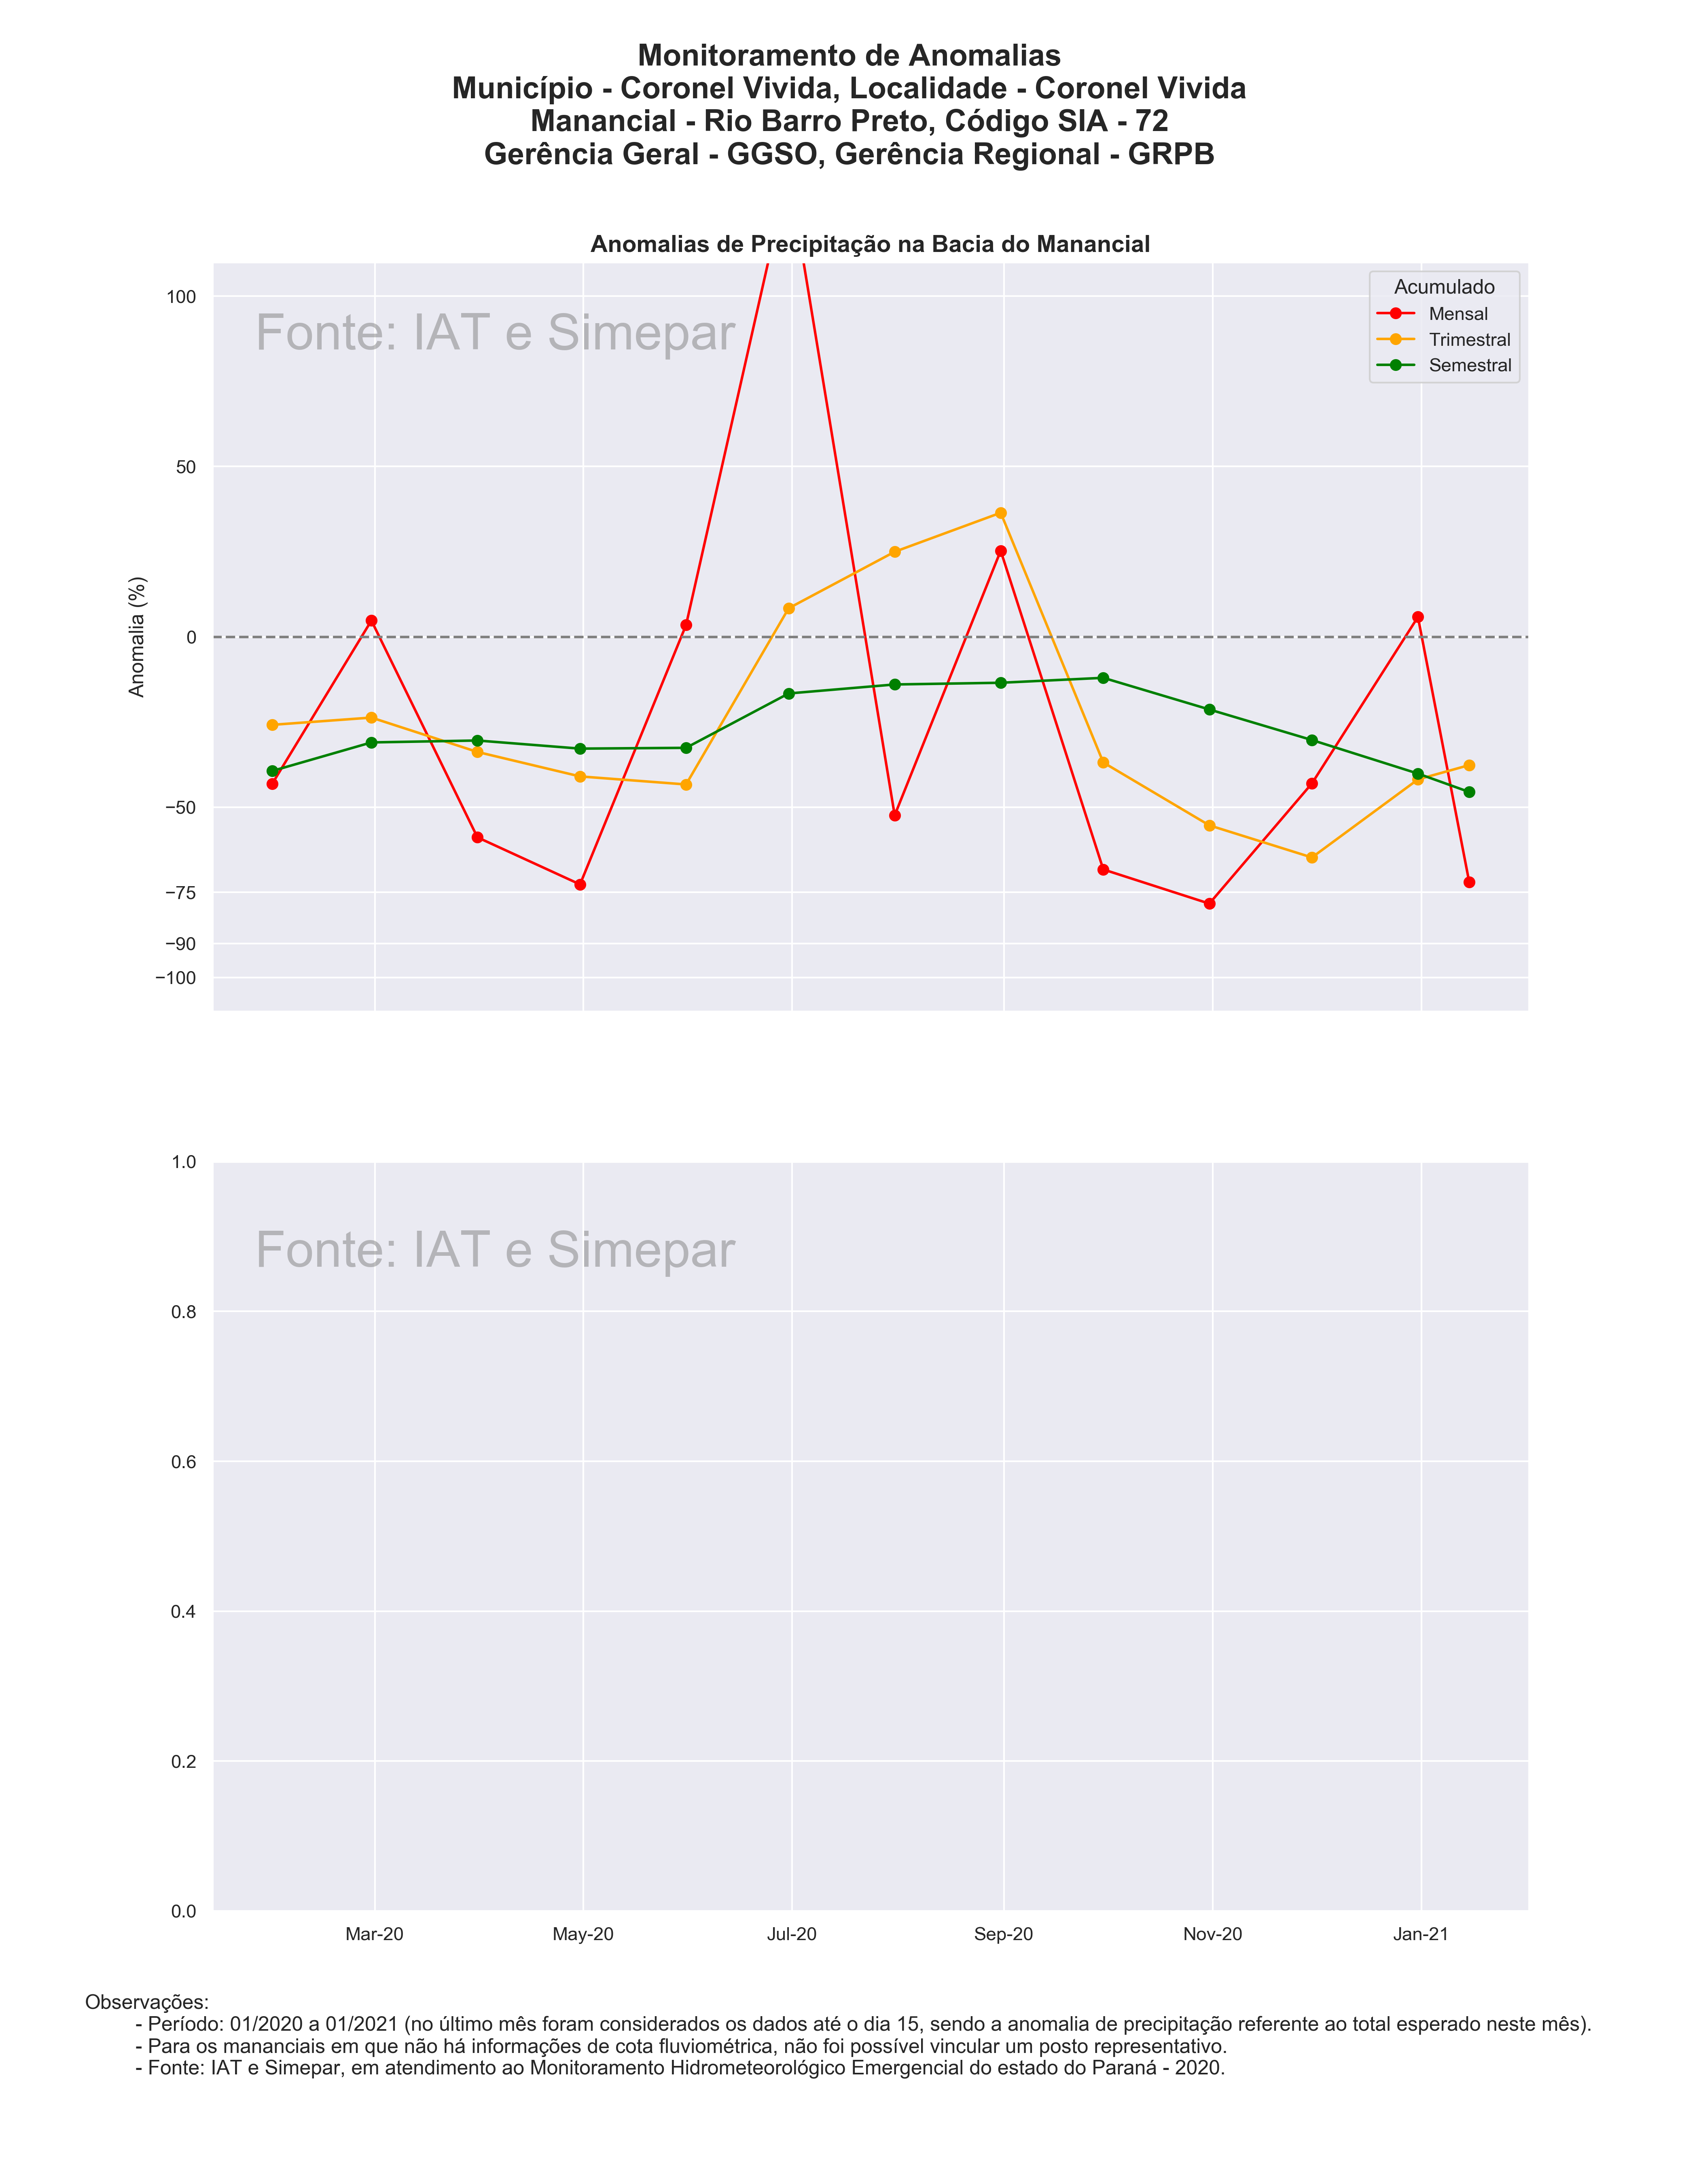 Monitoramento de Anomalias
Município - Coronel Vivida, Localidade - Coronel Vivida
Manancial - Rio Barro Preto, Código SIA - 72
Gerência Geral - GGSO, Gerência Regional - GRPB
Anomalias de Precipitação na Bacia do Manancial
Fonte: IAT e Simepar
Acumulado
Mensal
Trimestral
Semestral
Anomalia (%)
100
50
0
−50
−75
−90
−100
Fonte: IAT e Simepar
1.0
0.8
0.6
0.4
0.2
0.0
Mar-20 May-20 Jul-20 Sep-20 Nov-20 Jan-21
Observações:
- Período: 01/2020 a 01/2021 (no último mês foram considerados os dados até o dia 15, sendo a anomalia de precipitação referente ao total esperado neste mês).
- Para os mananciais em que não há informações de cota fluviométrica, não foi possível vincular um posto representativo.
- Fonte: IAT e Simepar, em atendimento ao Monitoramento Hidrometeorológico Emergencial do estado do Paraná - 2020.